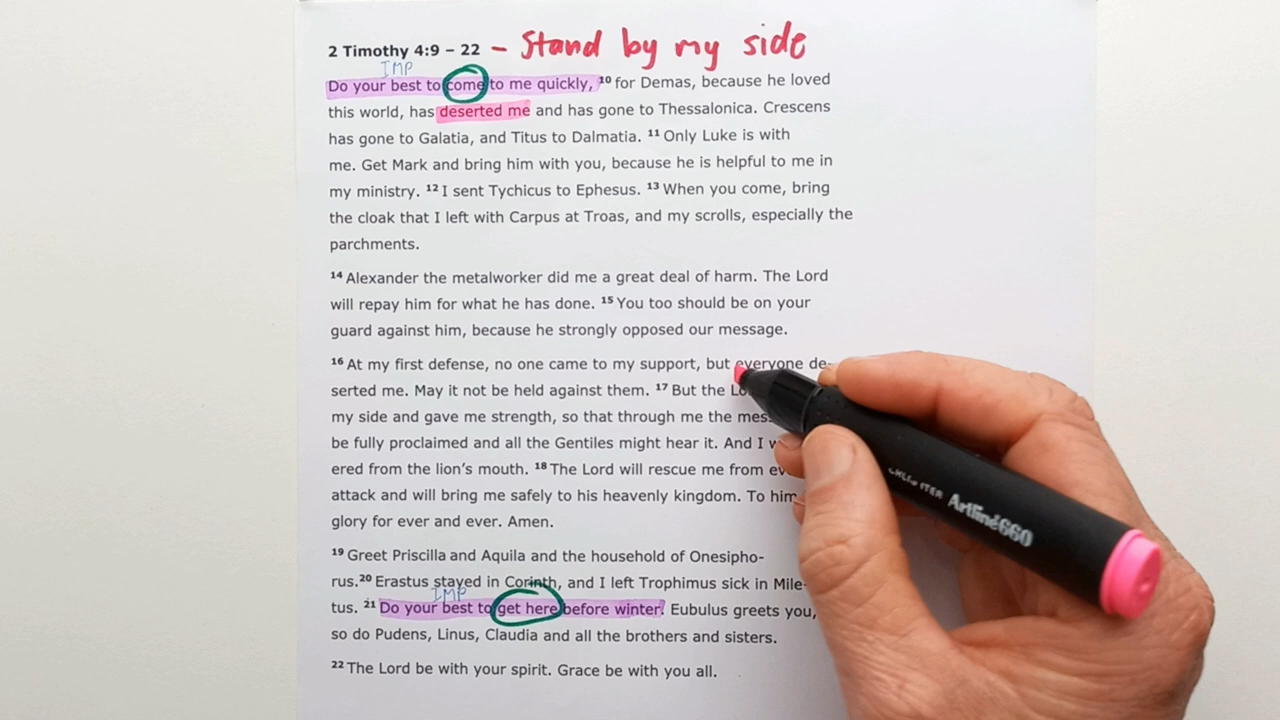 2 Timothy 4:9 – 22 – Stand by my side
IMP
Do your best to come to me quickly, 10 for Demas, because he loved
this world, has deserted me and has gone to Thessalonica. Crescens
has gone to Galatia, and Titus to Dalmatia. 11 Only Luke is with
me. Get Mark and bring him with you, because he is helpful to me in
my ministry. 12 I sent Tychicus to Ephesus. 13 When you come, bring
the cloak that I left with Carpus at Troas, and my scrolls, especially the
parchments.
14 Alexander the metalworker did me a great deal of harm. The Lord
will repay him for what he has done. 15 You too should be on your
guard against him, because he strongly opposed our message.
16 At my first defense, no one came to my support, but everyone de-
serted me. May it not be held against them. 17 But the
my side and gave me strength, so that through me the
be fully proclaimed and all the Gentiles might hear it. And I
ered from the lion's mouth. 18 The Lord will rescue me from
attack and will bring me safely to his heavenly kingdom. To him
glory for ever and ever. Amen.
19 Greet Priscilla and Aquila and the household of Onesipho-
rus. 20 Erastus stayed in Corinth, and I left Trophimus sick in Mile-
IMP
tus. 21 Do your best to get here before winter. Eubulus greets you,
so do Pudens, Linus, Claudia and all the brothers and sisters.
22 The Lord be with your spirit. Grace be with you all.
Artline 660